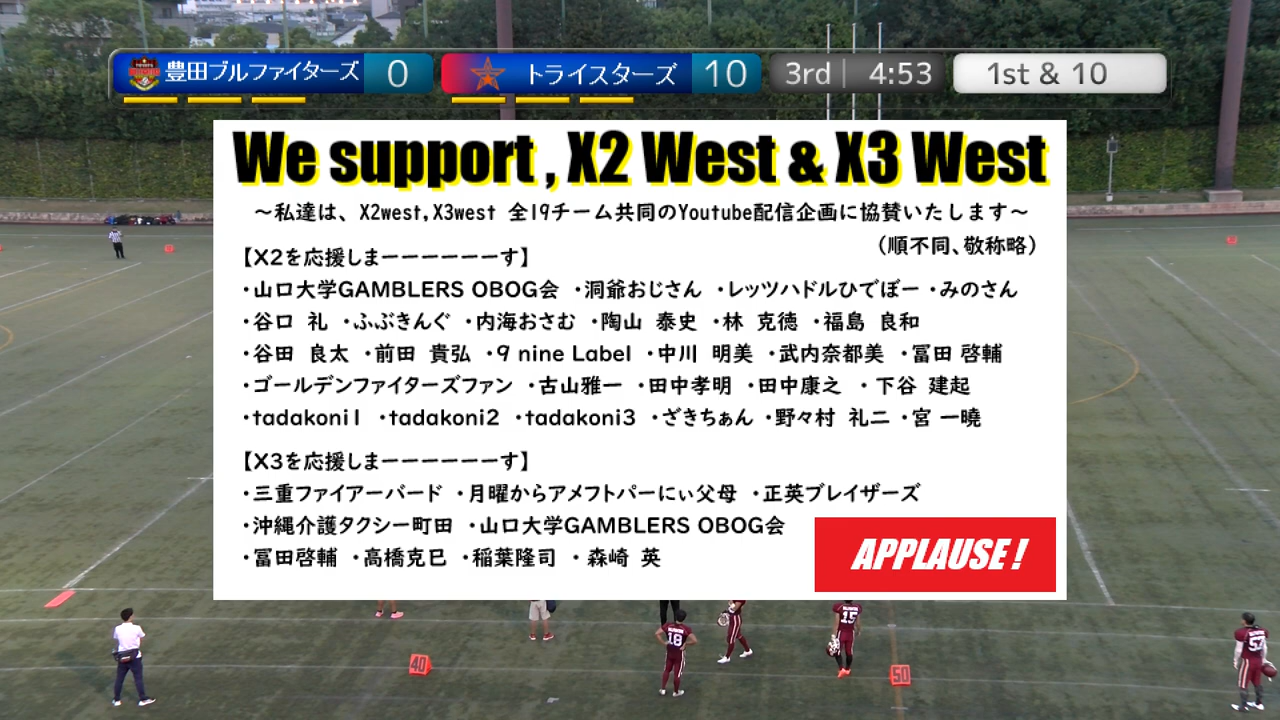 豊田ブルファイターズ 0 トライスターズ 10 3rd 4:53 1st & 10
We support , X2 West & X3 West
～私達は、X2west,X3west 全19チーム共同のYoutube配信企画に協賛いたします～
（順不同、敬称略）
【X2を応援しまーーーーーーす】
・山口大学GAMBLERS OBOG会 ・洞爺おじさん ・レッツハドルひでぼー ・みのさん
・谷口 礼 ・ふぶきんぐ ・内海おさむ ・陶山 泰史 ・林 克徳 ・福島 良和
・谷田 良太 ・前田 貴弘 ・9 nine Label ・中川 明美 ・武内奈都美 ・冨田 啓輔
・ゴールデンファイターズファン ・古山雅一 ・田中孝明 ・田中康之 ・下谷 建起
・tadakoni1 ・tadakoni2 ・tadakoni3 ・ざきちぁん ・野々村 礼二 ・宮 一曉
【X3を応援しまーーーーーーす】
・三重ファイアーバード ・月曜からアメフトパーにぃ父母 ・正英ブレイザーズ
・沖縄介護タクシー町田 ・山口大学GAMBLERS OBOG会
・冨田啓輔 ・高橋克巳 ・稲葉隆司 ・森崎 英
APPLAUSE !
18
15
52
40
50